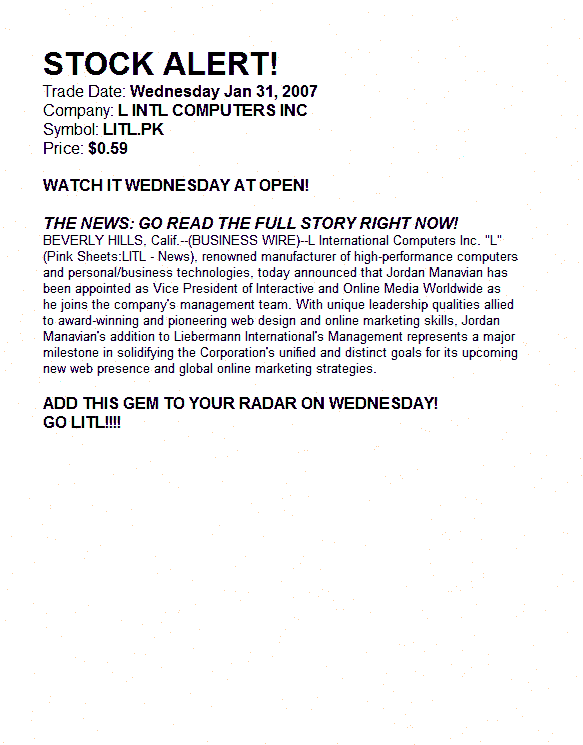 STOCK ALERT!
Trade Date: Wednesday Jan 31, 2007
Company: L INTL COMPUTERS INC
Symbol: LITL.PK
Price: $0.59
WATCH IT WEDNESDAY AT OPEN!
THE NEWS: GO READ THE FULL STORY RIGHT NOW!
BEVERLY HILLS, Calif.--(BUSINESS WIRE)--L International Computers Inc. "L"
(Pink Sheets:LITL - News), renowned manufacturer of high-performance computers
and personal/business technologies, today announced that Jordan Manavian has
been appointed as Vice President of Interactive and Online Media Worldwide as
he joins the company's management team. With unique leadership qualities allied
to award-winning and pioneering web design and online marketing skills, Jordan
Manavian's addition to Liebermann International's Management represents a major
milestone in solidifying the Corporation's unified and distinct goals for its upcoming
new web presence and global online marketing strategies.
ADD THIS GEM TO YOUR RADAR ON WEDNESDAY!
GO LITL!!!!